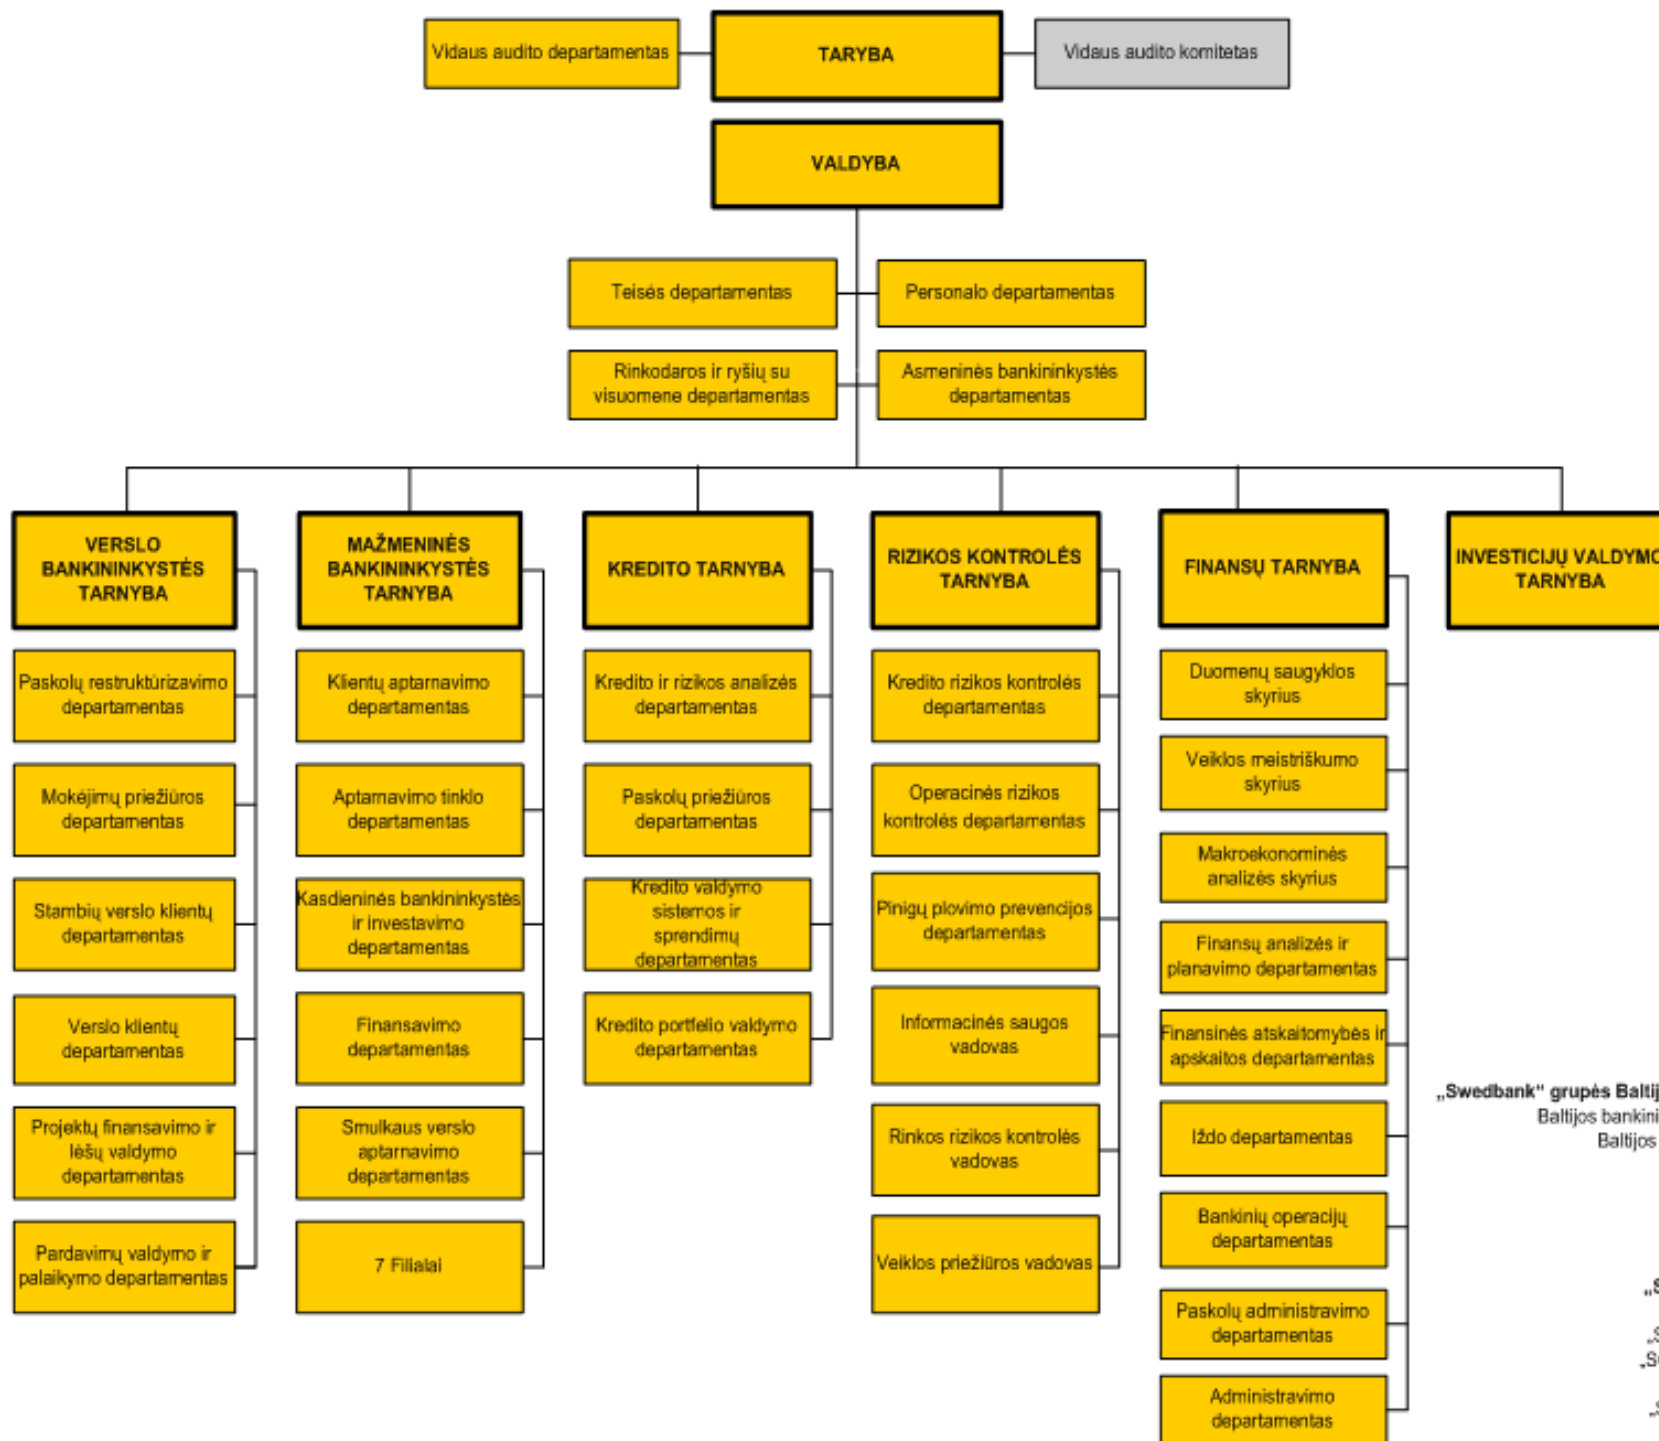 Vidaus audito departamentas
TARYBA
Vidaus audito komitetas
VALDYBA
Teisės departamentas
Personalo departamentas
Rinkodaros ir ryšių su
visuomene departamentas
Asmeninės bankininkystės
departamentas
VERSLO
BANKININKYSTĖS
TARNYBA
Paskolų restruktūrizavimo
departamentas
Mokėjimų priežiūros
departamentas
Stambių verslo klientų
departamentas
Verslo klientų
departamentas
Projektų finansavimo ir
lėšų valdymo
departamentas
Pardavimų valdymo ir
palaikymo departamentas
MAŽMENINĖS
BANKININKYSTĖS
TARNYBA
Klientų aptarnavimo
departamentas
Aptarnavimo tinklo
departamentas
Kasdieninės bankininkystės
ir investavimo
departamentas
Finansavimo
departamentas
Smulkaus verslo
aptarnavimo
departamentas
7 Filialai
KREDITO TARNYBA
Kredito ir rizikos analizės
departamentas
Paskolų priežiūros
departamentas
Kredito valdymo
sistemos ir
sprendimų
departamentas
Kredito portfelio valdymo
departamentas
RIZIKOS KONTROLĖS
TARNYBA
Kredito rizikos kontrolės
departamentas
Operacinės rizikos
kontrolės departamentas
Pinigų plovimo prevencijos
departamentas
Informacinės saugos
vadovas
Rinkos rizikos kontrolės
vadovas
Veiklos priežiūros vadovas
FINANSŲ TARNYBA
Duomenų saugyklos
skyrius
Veiklos meistriškumo
skyrius
Makroekonominės
analizės skyrius
Finansų analizės ir
planavimo departamentas
Finansinės atskaitomybės ir
apskaitos departamentas
Iždo departamentas
Bankinių operacijų
departamentas
Paskolų administravimo
departamentas
Administravimo
departamentas
INVESTICIJŲ VALDYMO
TARNYBA
„Swedbank“ grupės Baltij
Baltijos bankini
Baltijos
„S
„S
„S
„S